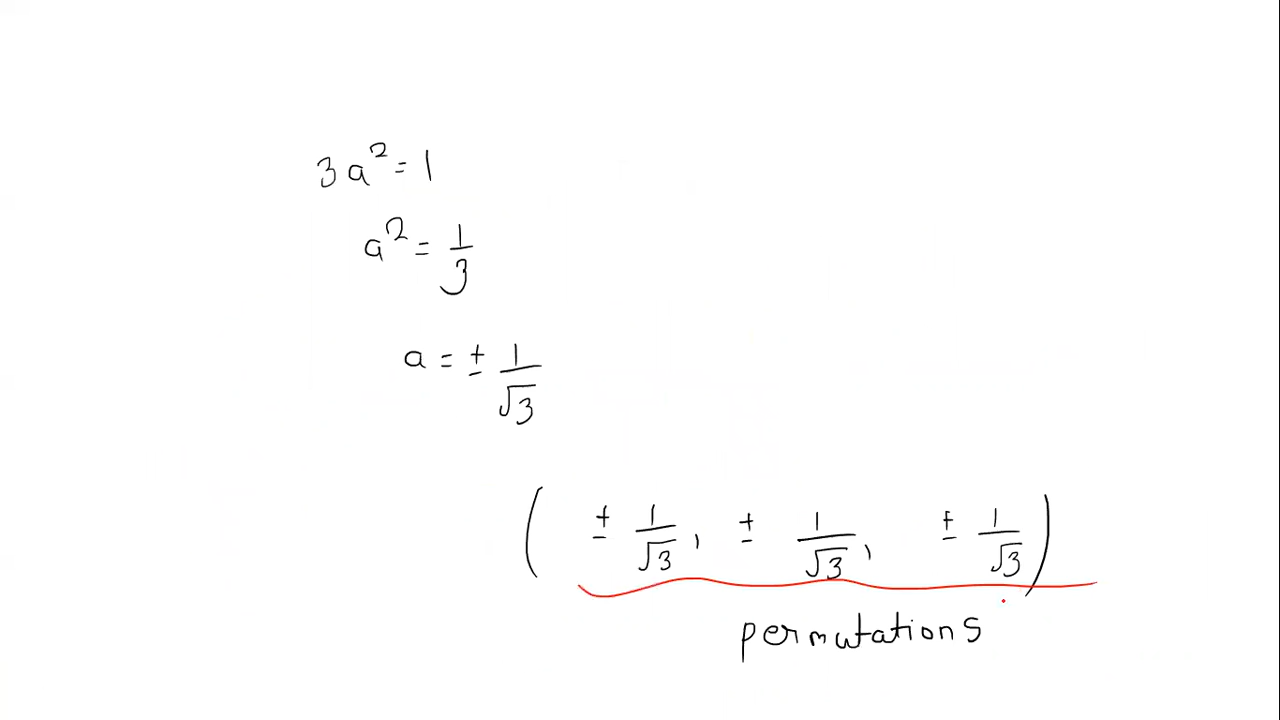 3a² = 1
a² = 1/3
a = ± 1/√3
(± 1/√3, ± 1/√3, ± 1/√3)
permutations